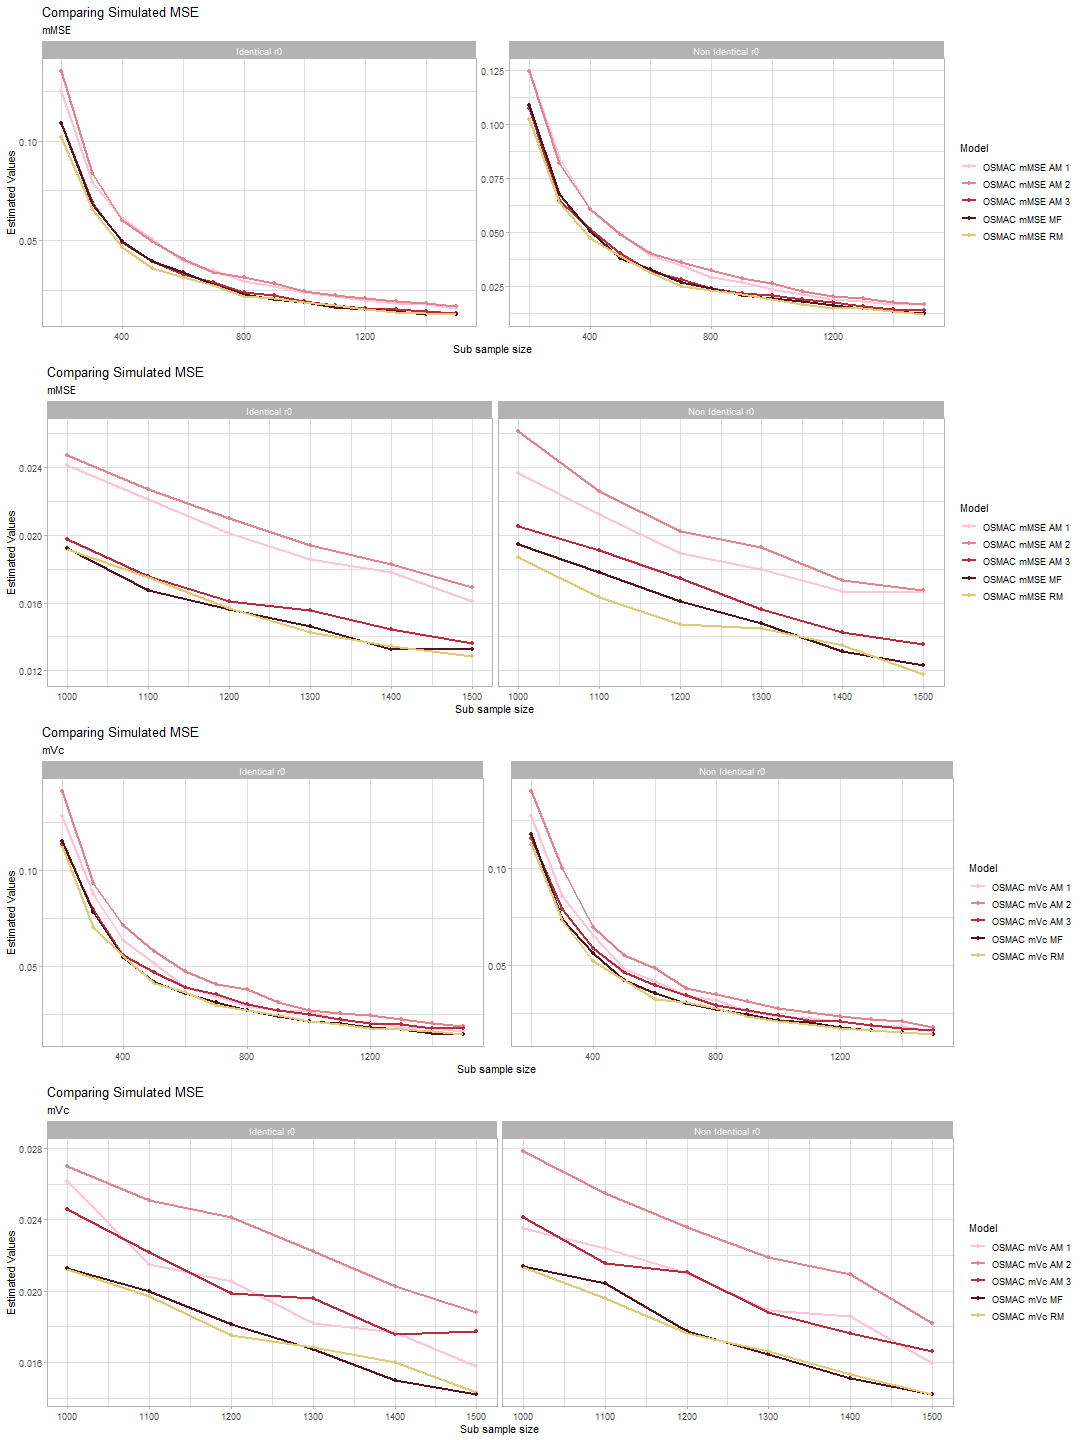 Comparing Simulated MSE
mMSE
Identical r0
Non Identical r0
Estimated Values
0.10
0.05
0.125
0.100
0.075
0.050
0.025
400
800
1200
400
800
1200
Sub sample size
Model
OSMAC mMSE AM 1
OSMAC mMSE AM 2
OSMAC mMSE AM 3
OSMAC mMSE MF
OSMAC mMSE RM
Comparing Simulated MSE
mMSE
Identical r0
Non Identical r0
Estimated Values
0.024
0.020
0.016
0.012
1000
1100
1200
1300
1400
1500
1000
1100
1200
1300
1400
1500
Sub sample size
Model
OSMAC mMSE AM 1
OSMAC mMSE AM 2
OSMAC mMSE AM 3
OSMAC mMSE MF
OSMAC mMSE RM
Comparing Simulated MSE
mVc
Identical r0
Non Identical r0
Estimated Values
0.10
0.05
0.10
0.05
400
800
1200
400
800
1200
Sub sample size
Model
OSMAC mVc AM 1
OSMAC mVc AM 2
OSMAC mVc AM 3
OSMAC mVc MF
OSMAC mVc RM
Comparing Simulated MSE
mVc
Identical r0
Non Identical r0
Estimated Values
0.028
0.024
0.020
0.016
1000
1100
1200
1300
1400
1500
1000
1100
1200
1300
1400
1500
Sub sample size
Model
OSMAC mVc AM 1
OSMAC mVc AM 2
OSMAC mVc AM 3
OSMAC mVc MF
OSMAC mVc RM